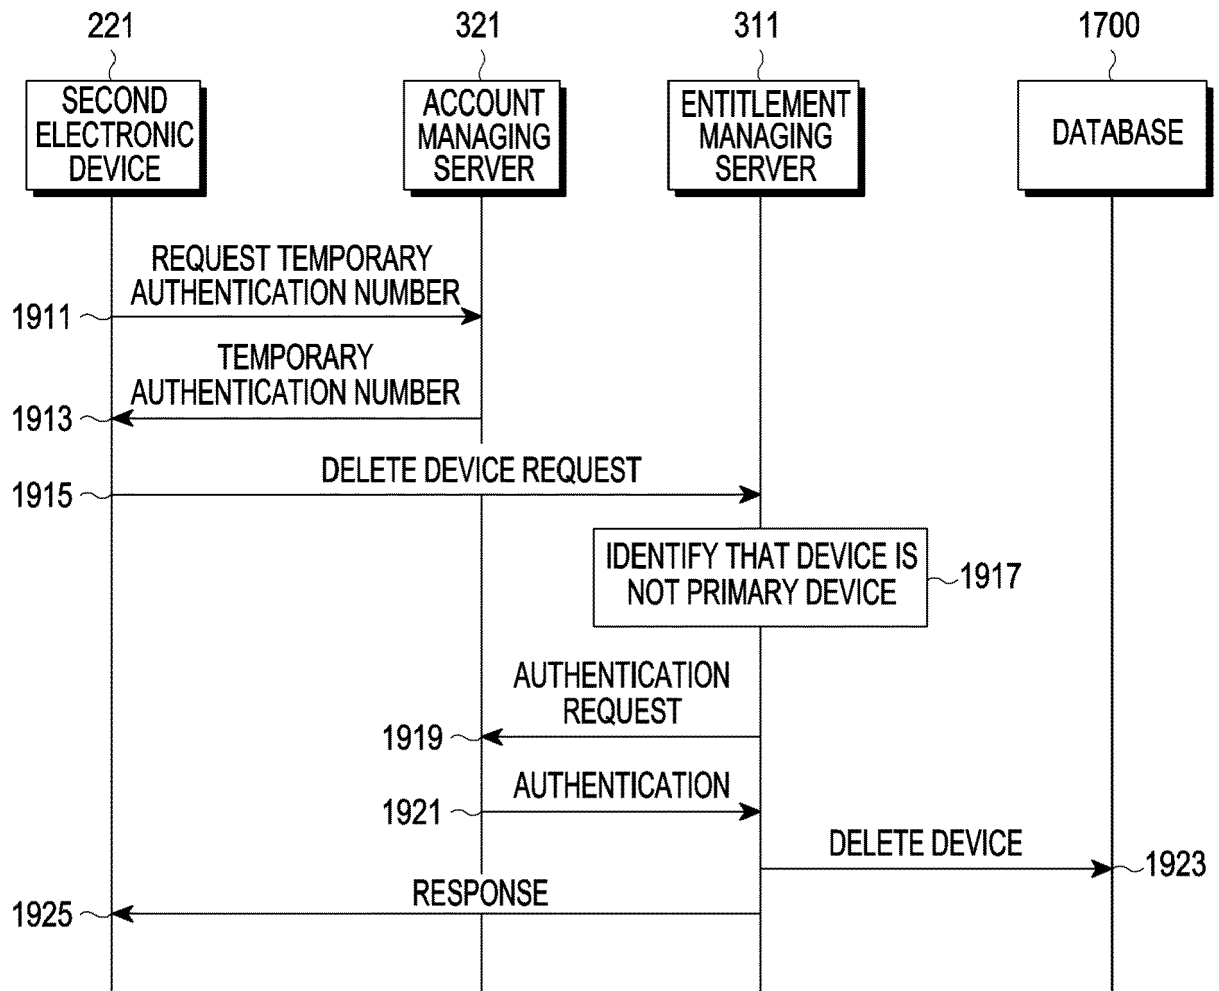 221
321
311
1700
SECOND
ELECTRONIC
DEVICE
ACCOUNT
MANAGING
SERVER
ENTITLEMENT
MANAGING
SERVER
DATABASE
REQUEST TEMPORARY
AUTHENTICATION NUMBER
1911
TEMPORARY
AUTHENTICATION NUMBER
1913
DELETE DEVICE REQUEST
1915
IDENTIFY THAT DEVICE IS
NOT PRIMARY DEVICE
1917
AUTHENTICATION
REQUEST
1919
AUTHENTICATION
1921
DELETE DEVICE
1923
RESPONSE
1925